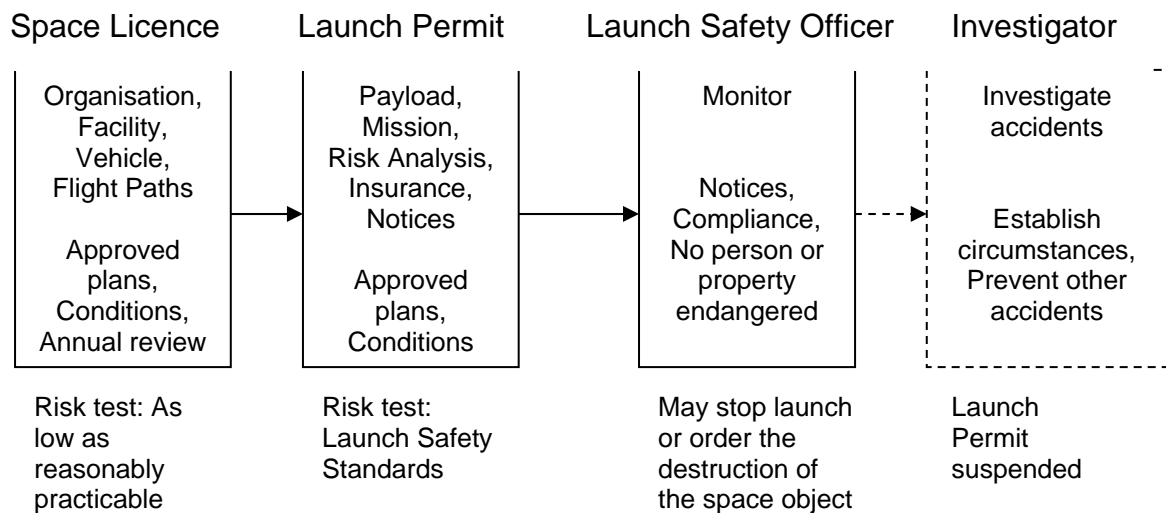 Space Licence
Launch Permit
Launch Safety Officer
Investigator
Organisation,
Facility,
Vehicle,
Flight Paths
Approved
plans,
Conditions,
Annual review
Payload,
Mission,
Risk Analysis,
Insurance,
Notices
Approved
plans,
Conditions
Monitor
Notices,
Compliance,
No person or
property
endangered
Investigate
accidents
Establish
circumstances,
Prevent other
accidents
Risk test: As
low as
reasonably
practicable
Risk test:
Launch Safety
Standards
May stop launch
or order the
destruction of
the space object
Launch
Permit
suspended